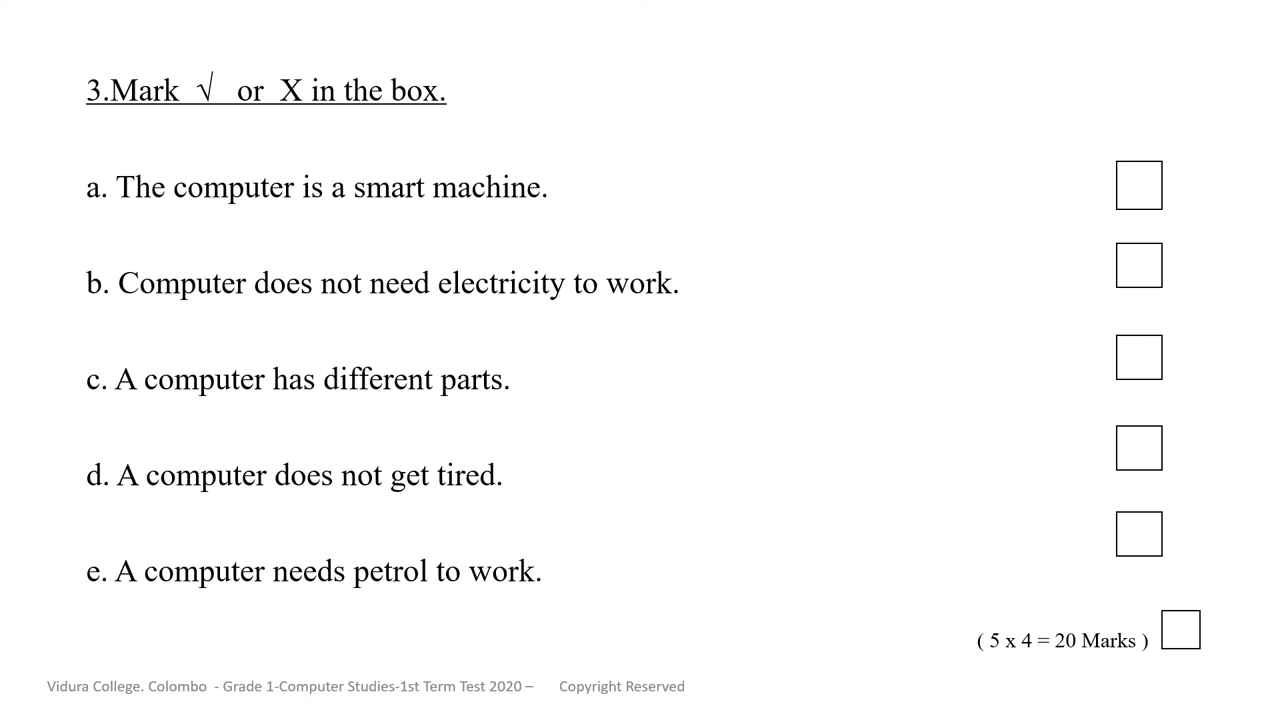 3.Mark √ or X in the box.
a. The computer is a smart machine.
b. Computer does not need electricity to work.
c. A computer has different parts.
d. A computer does not get tired.
e. A computer needs petrol to work.
( 5 x 4 = 20 Marks )
Vidura College. Colombo - Grade 1-Computer Studies-1st Term Test 2020 – Copyright Reserved